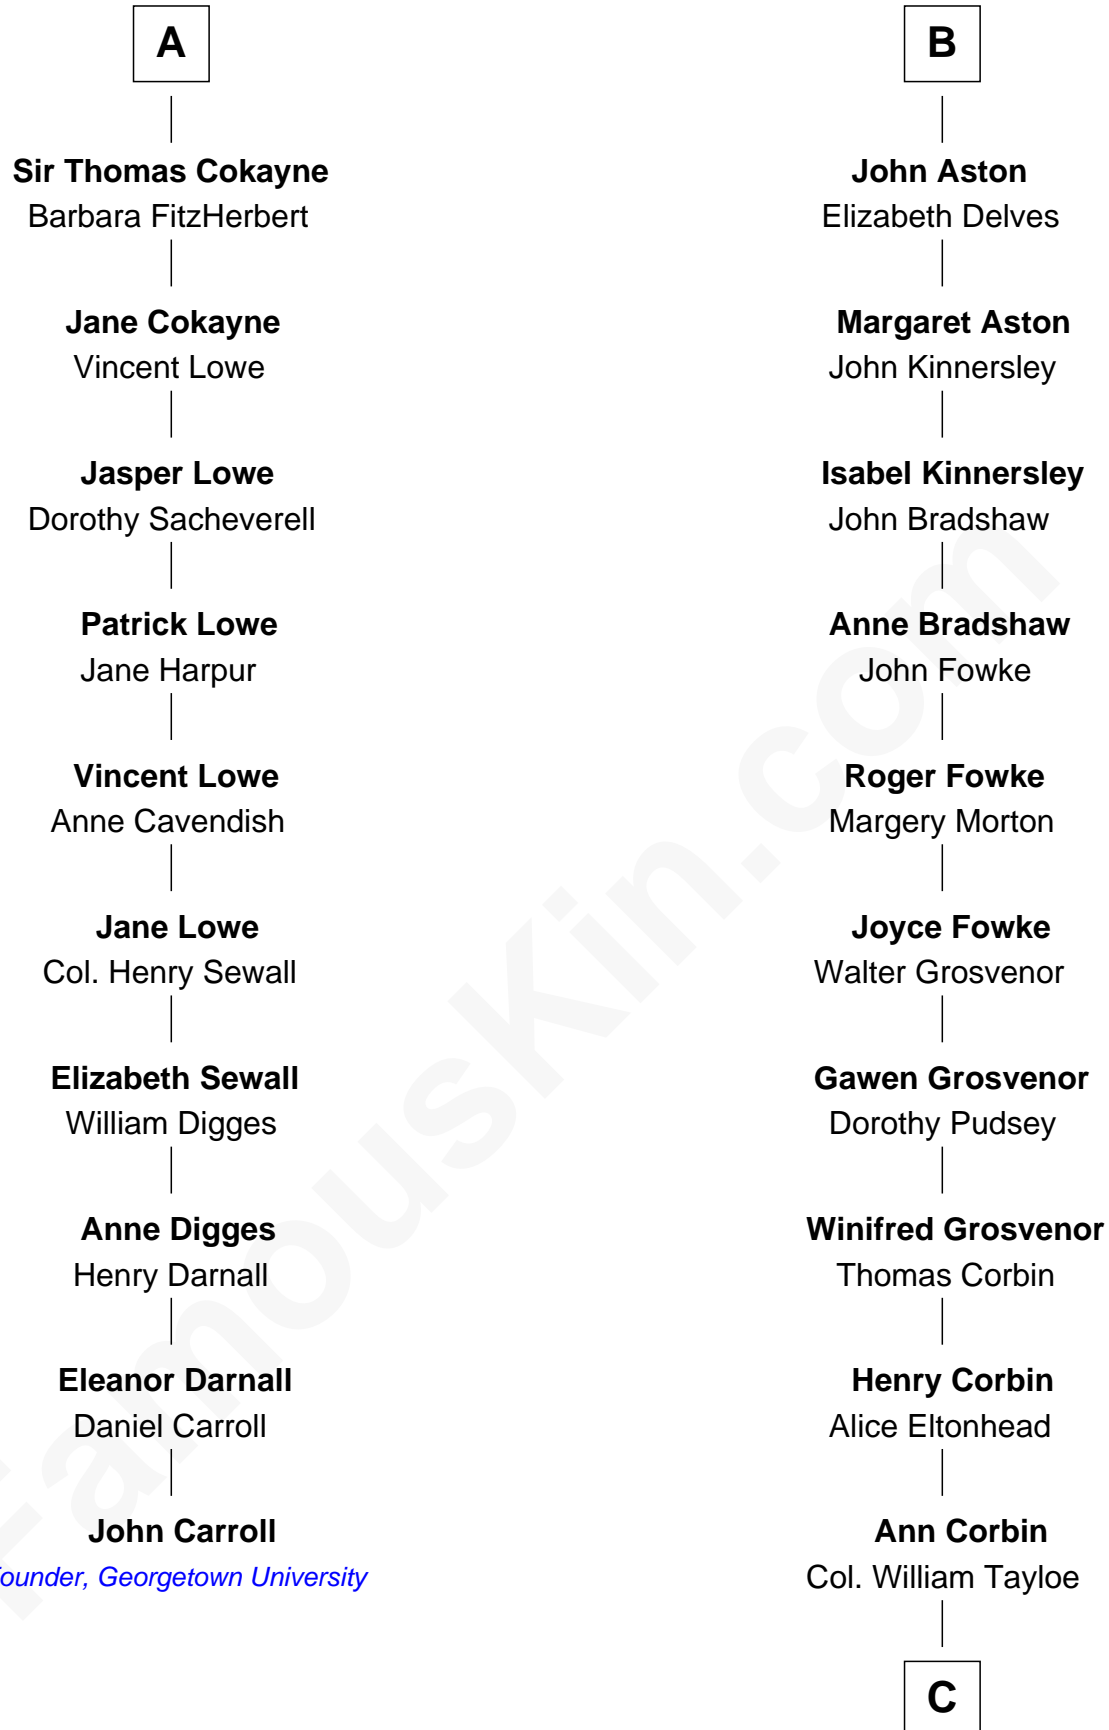 A
Sir Thomas Cokayne
Barbara FitzHerbert
Jane Cokayne
Vincent Lowe
Jasper Lowe
Dorothy Sacheverell
Patrick Lowe
Jane Harpur
Vincent Lowe
Anne Cavendish
Jane Lowe
Col. Henry Sewall
Elizabeth Sewall
William Digges
Anne Digges
Henry Darnall
Eleanor Darnall
Daniel Carroll
John Carroll
ounder, Georgetown University
B
John Aston
Elizabeth Delves
Margaret Aston
John Kinnersley
Isabel Kinnersley
John Bradshaw
Anne Bradshaw
John Fowke
Roger Fowke
Margery Morton
Joyce Fowke
Walter Grosvenor
Gawen Grosvenor
Dorothy Pudsey
Winifred Grosvenor
Thomas Corbin
Henry Corbin
Alice Eltonhead
Ann Corbin
Col. William Tayloe
C
FamousKin.com